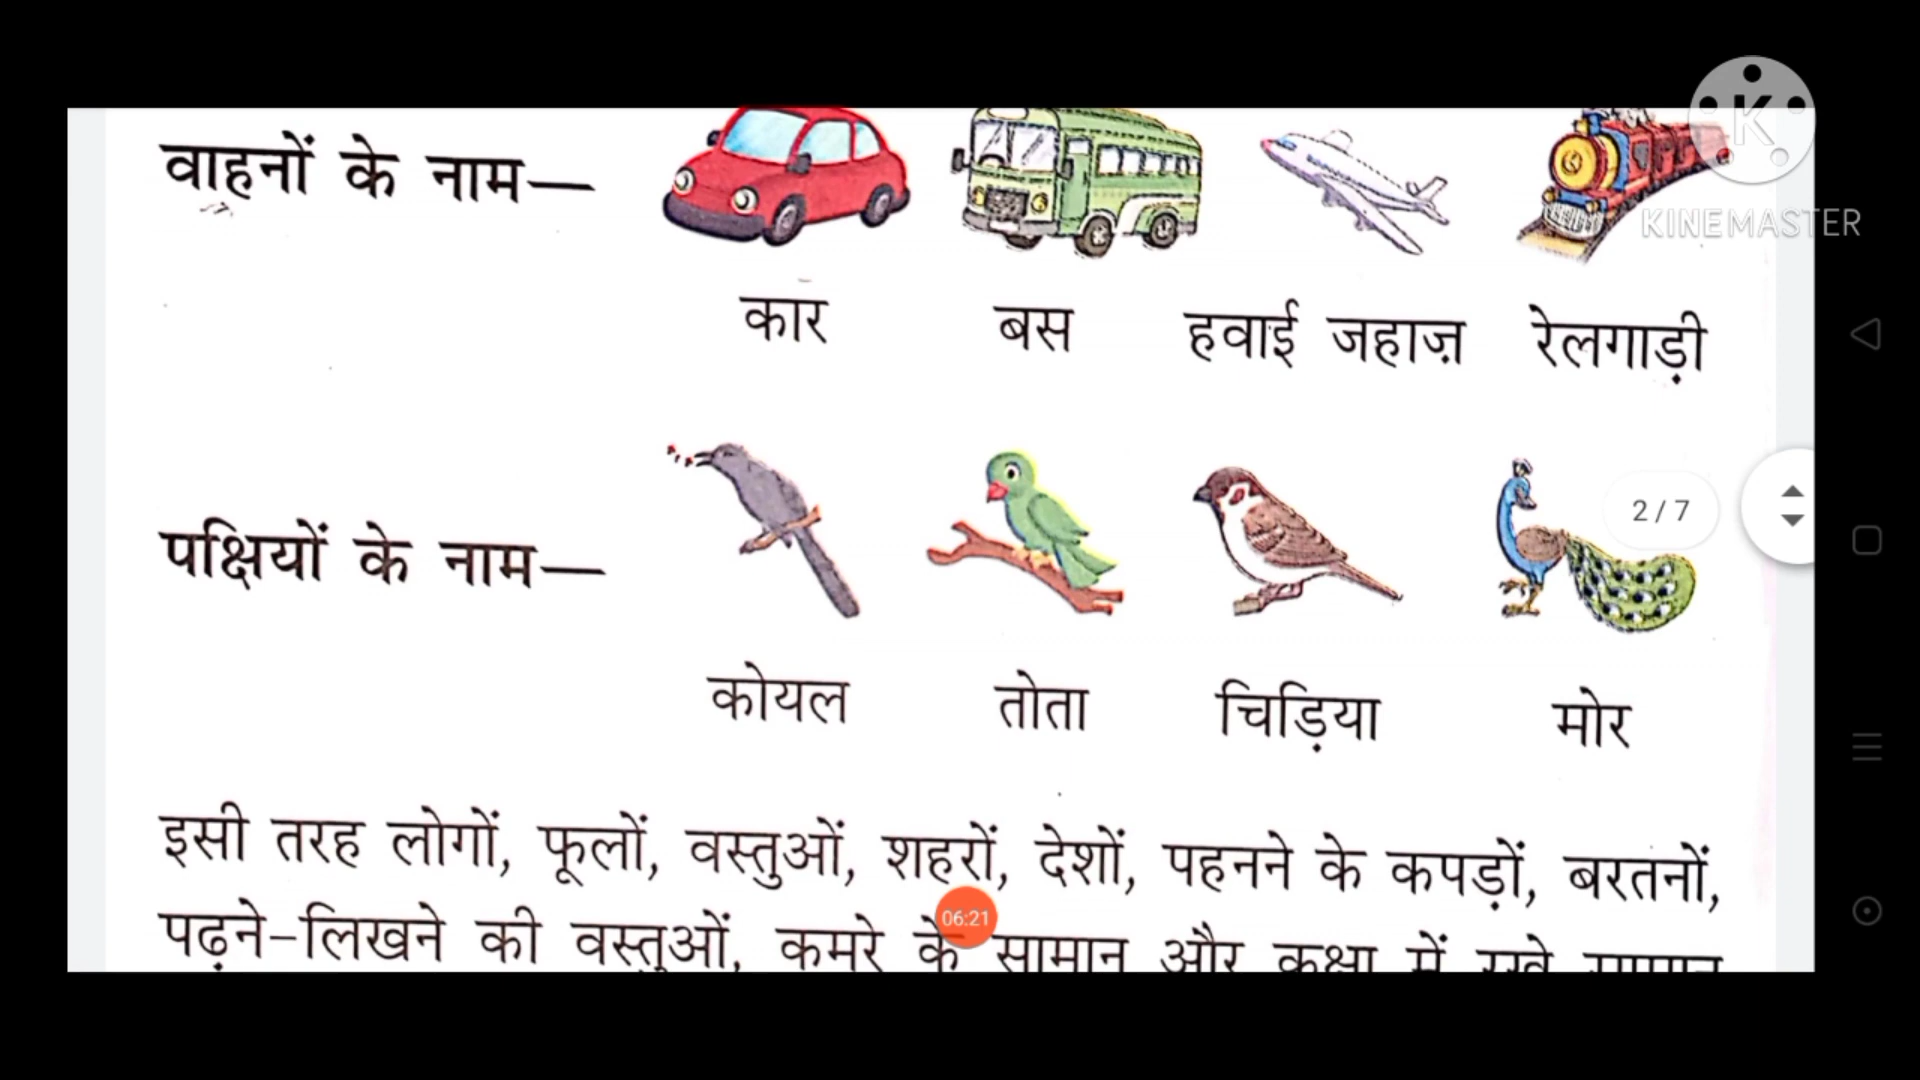 वाहनों के नाम—
K
KINEMASTER
कार बस हवाई जहाज़ रेलगाड़ी
2/7
पक्षियों के नाम—
कोयल तोता चिड़िया मोर
इसी तरह लोगों, फूलों, वस्तुओं, शहरों, देशों, पहनने के कपड़ों, बरतनों,
06:21
पढ़ने-लिखने की वस्तुओं, कमरे के सामान और कक्षा में रखे सामान